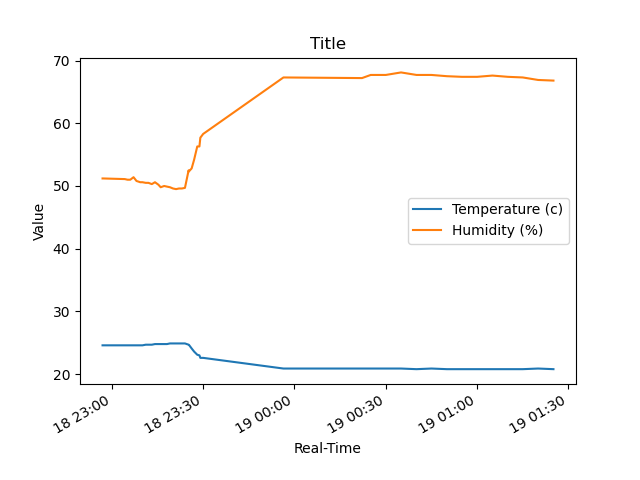 Title
70
60
50
40
30
20
Value
Temperature (c)
Humidity (%)
18 23:00
18 23:30
19 00:00
19 00:30
19 01:00
19 01:30
Real-Time